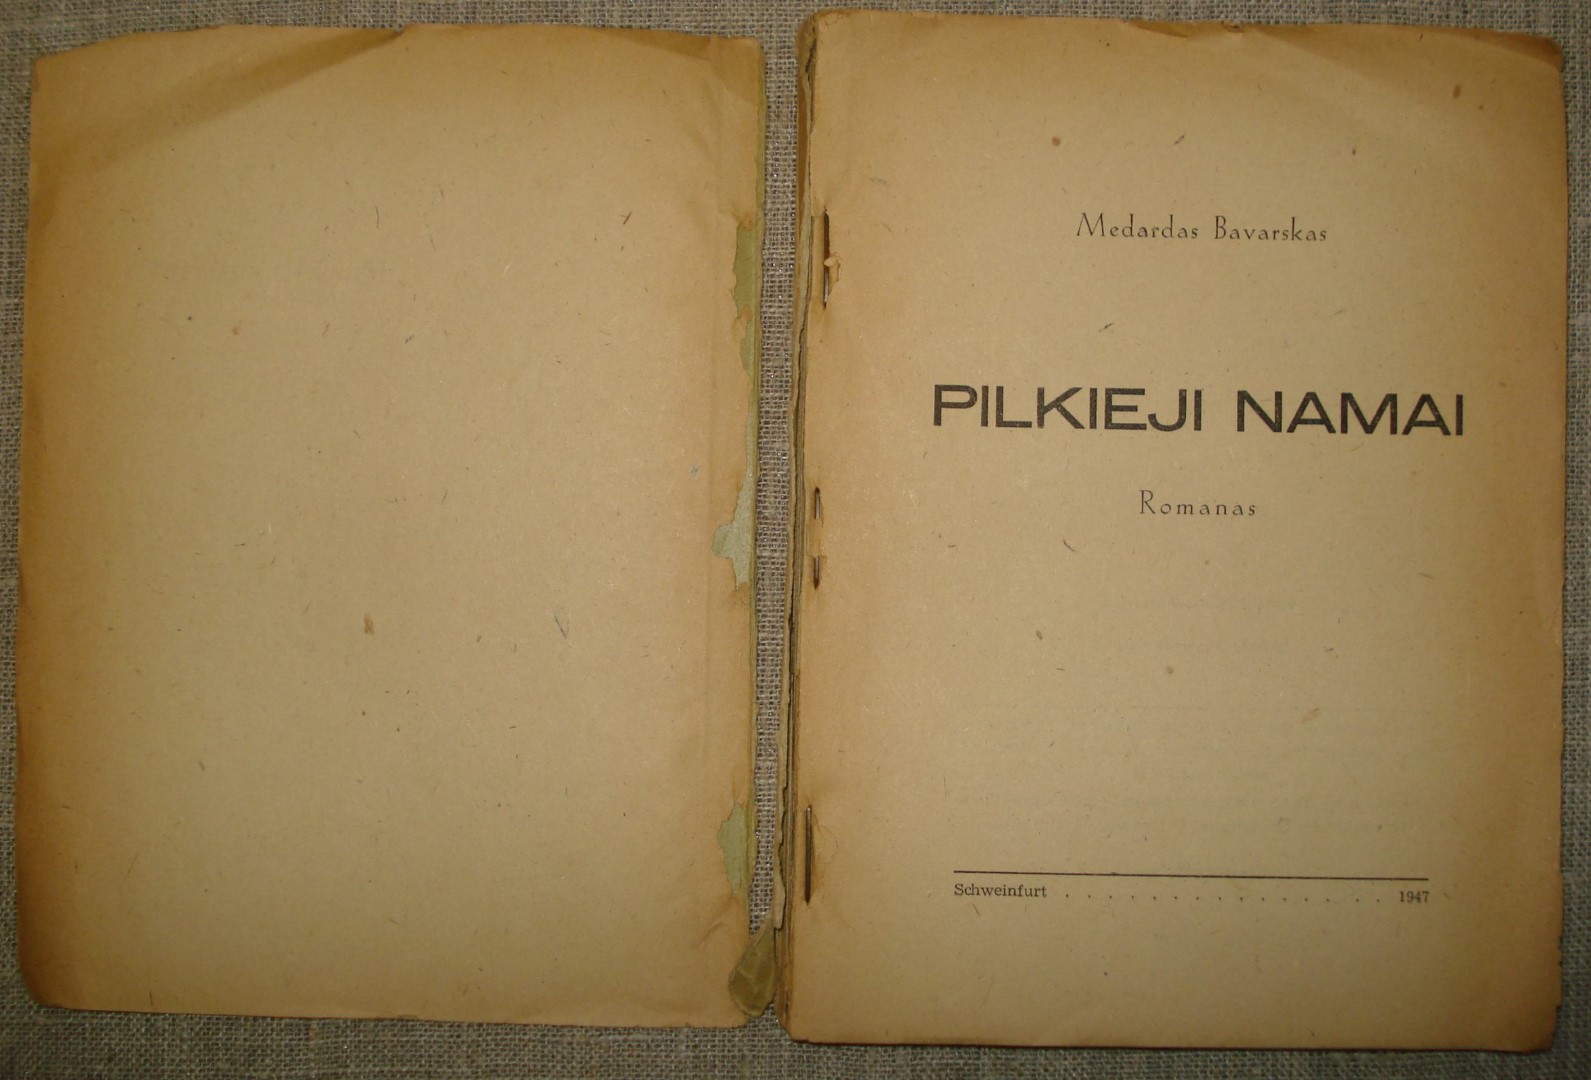 Medardas Bavarskas
PILKIEJI NAMAI
Romanas
Schweinfurt . . . . . . . . . . . . . . . 1947